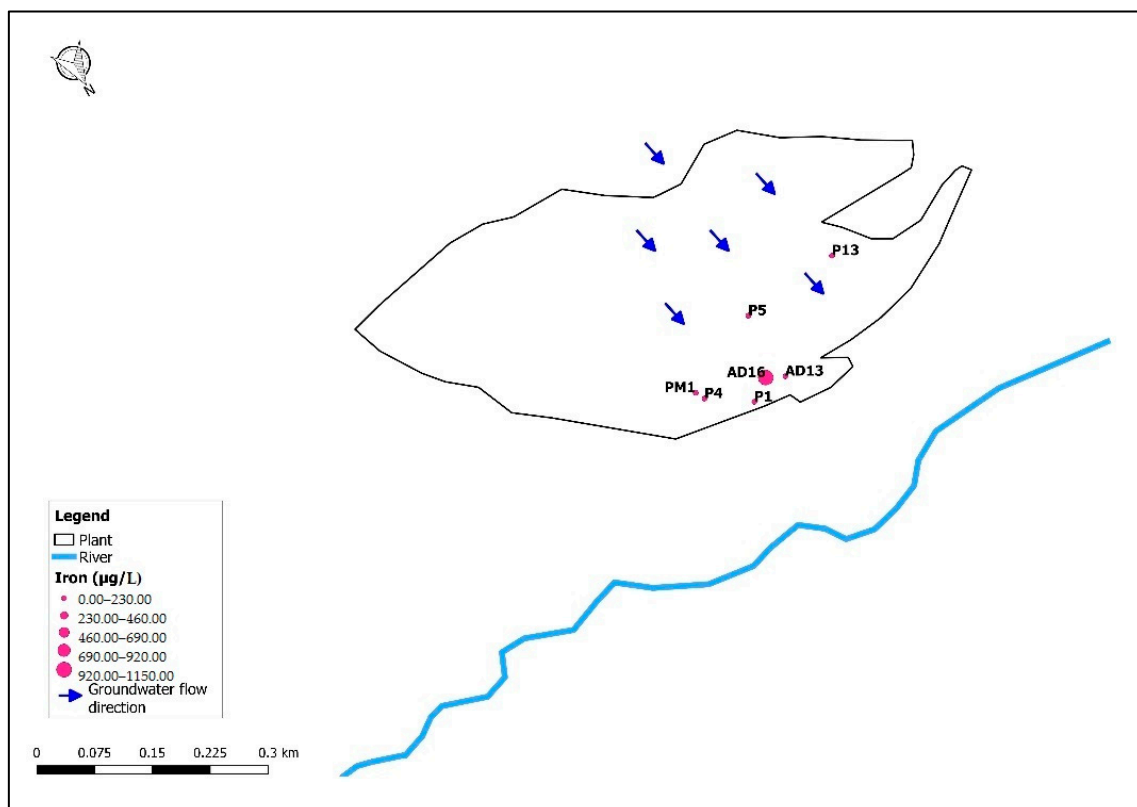 N
P13
P5
AD16
AD13
PM1
P4
P1
Legend
Plant
River
Iron (µg/L)
0.00–230.00
230.00–460.00
460.00–690.00
690.00–920.00
920.00–1150.00
Groundwater flow
direction
0 0.075 0.15 0.225 0.3 km